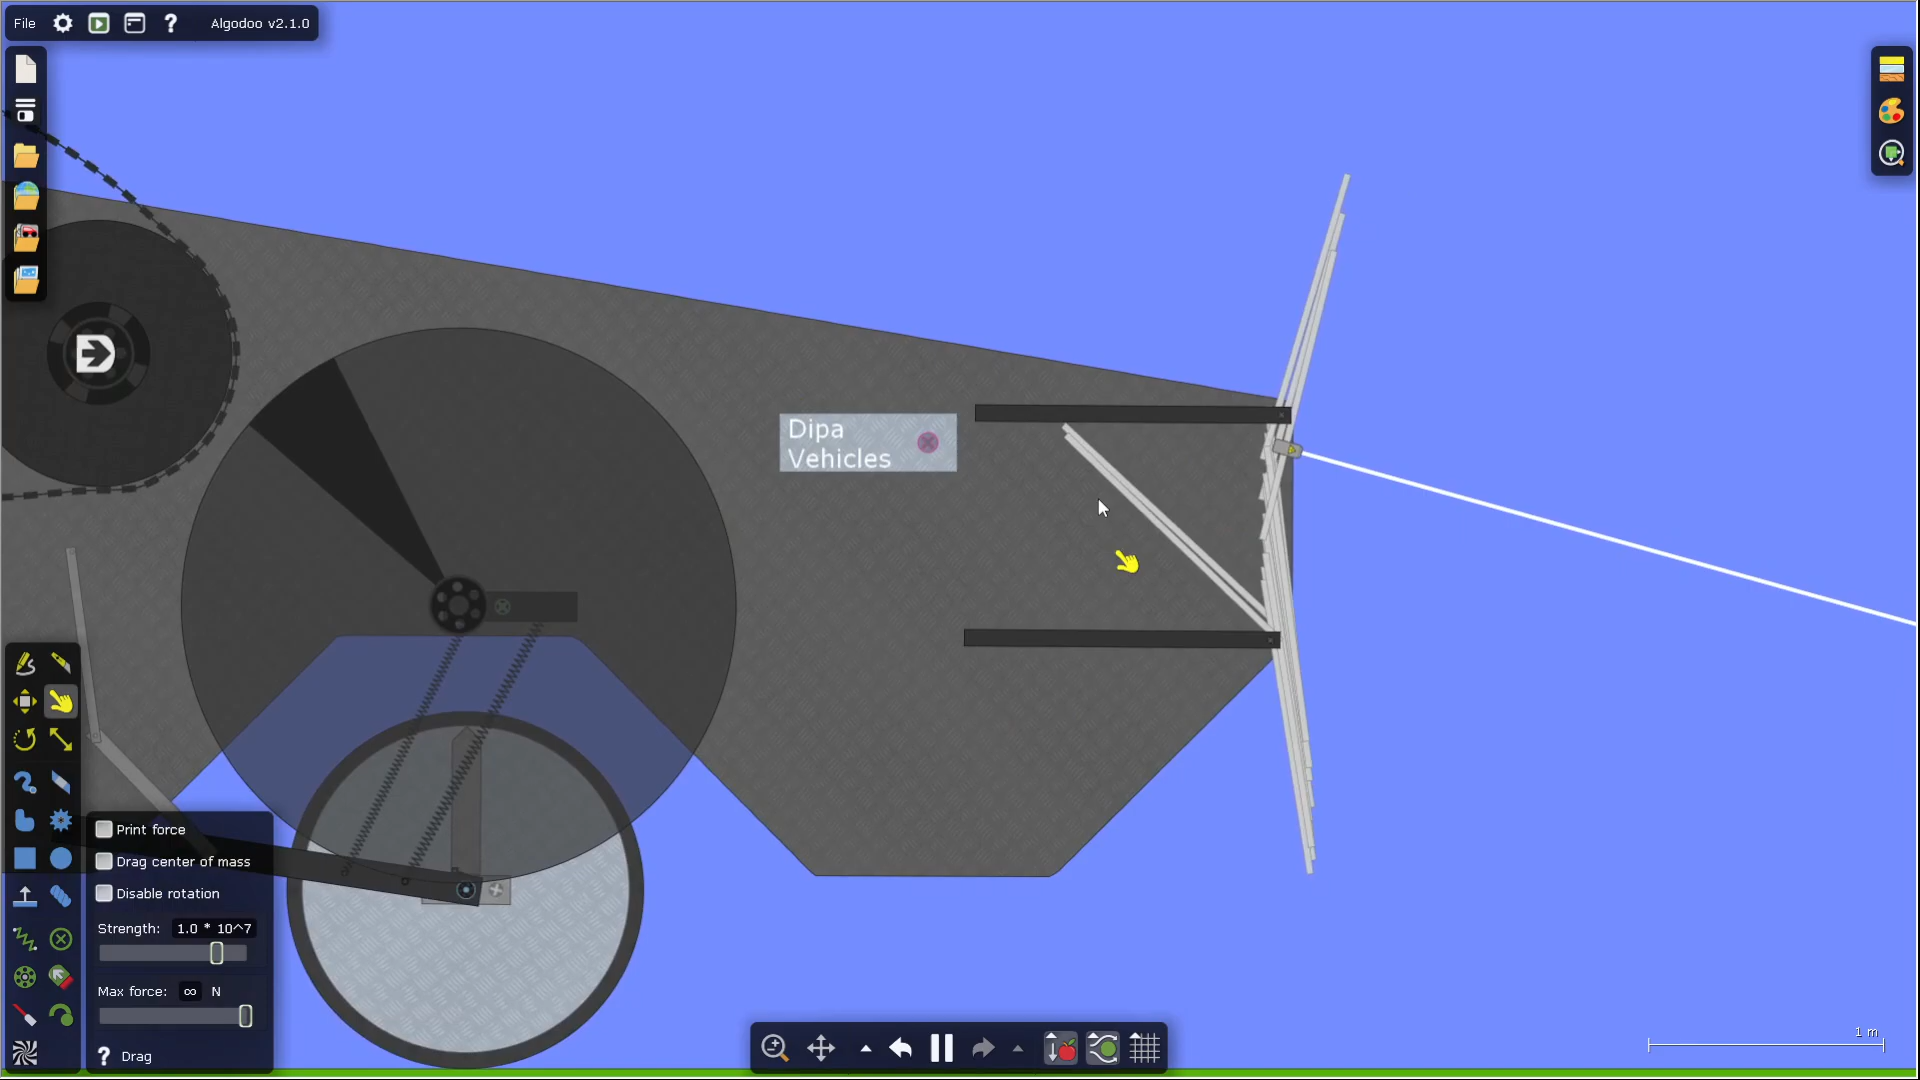 File
Algodoo v2.1.0
Dipa
Vehicles
Print force
Drag center of mass
Disable rotation
Strength: 1.0 * 10^7
Max force: ∞ N
? Drag
1 m